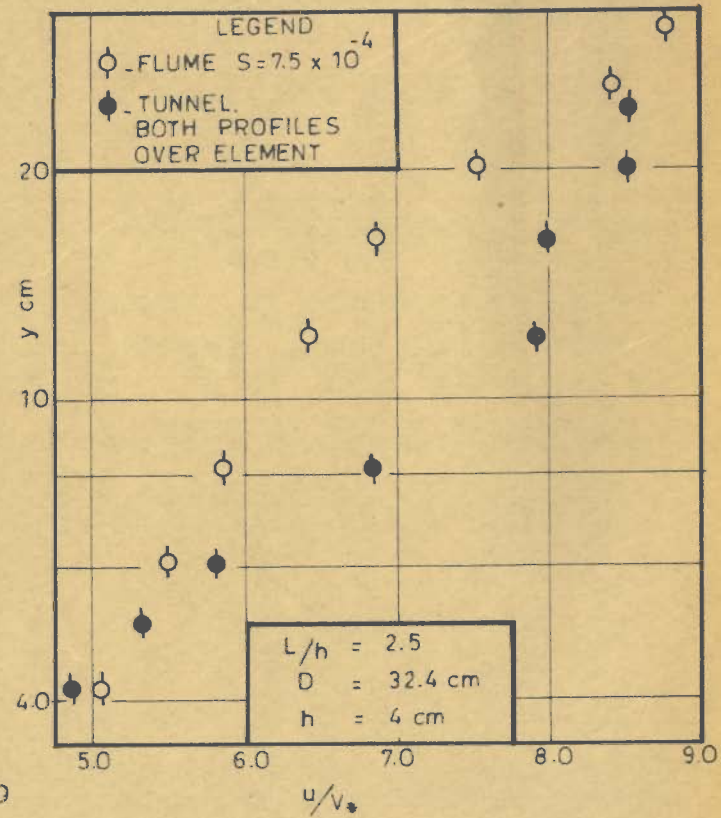 LEGEND
-FLUME S=7.5 x 10⁻⁴
-TUNNEL.
BOTH PROFILES
OVER ELEMENT
20
y cm
10
4.0
L/h = 2.5
D = 32.4 cm
h = 4 cm
5.0 6.0 7.0 8.0 9.0
u/v*